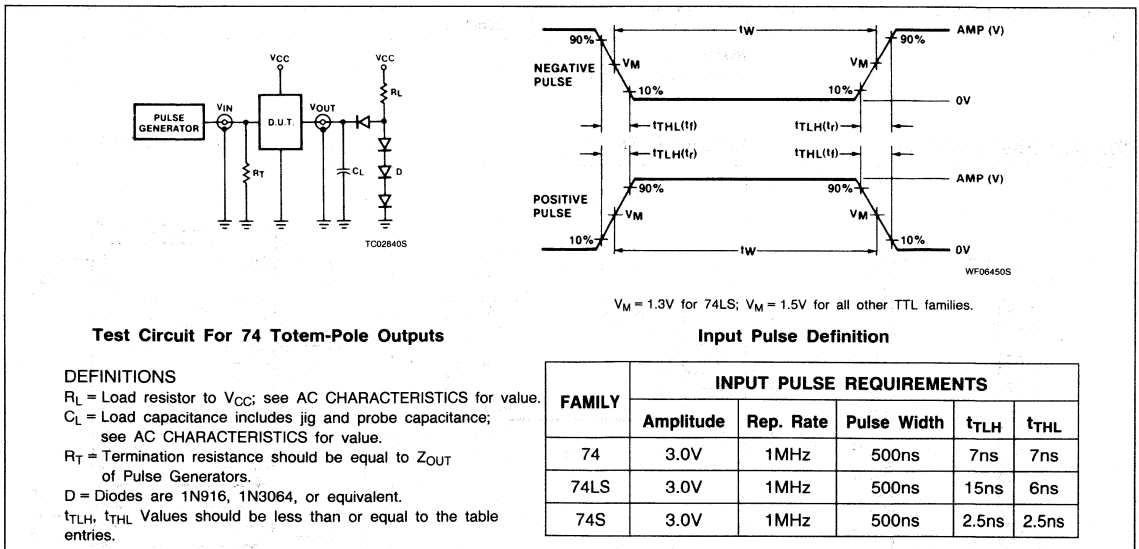 VCC
VCC
RL
PULSE
GENERATOR
VIN
D.U.T.
VOUT
RT
CL
D
TC02840S
Test Circuit For 74 Totem-Pole Outputs
DEFINITIONS
RL = Load resistor to VCC; see AC CHARACTERISTICS for value.
CL = Load capacitance includes jig and probe capacitance;
see AC CHARACTERISTICS for value.
RT = Termination resistance should be equal to ZOUT
of Pulse Generators.
D = Diodes are 1N916, 1N3064, or equivalent.
tTLH, tTHL Values should be less than or equal to the table
entries.
90%
tW
90%
AMP (V)
NEGATIVE
PULSE
VM
VM
10%
10%
0V
tTHL(tf)
tTLH(tr)
tTLH(tr)
tTHL(tf)
AMP (V)
90%
90%
POSITIVE
PULSE
VM
VM
10%
tW
10%
0V
WF06450S
VM = 1.3V for 74LS; VM = 1.5V for all other TTL families.
Input Pulse Definition
FAMILY
INPUT PULSE REQUIREMENTS
Amplitude Rep. Rate Pulse Width tTLH tTHL
74 3.0V 1MHz 500ns 7ns 7ns
74LS 3.0V 1MHz 500ns 15ns 6ns
74S 3.0V 1MHz 500ns 2.5ns 2.5ns